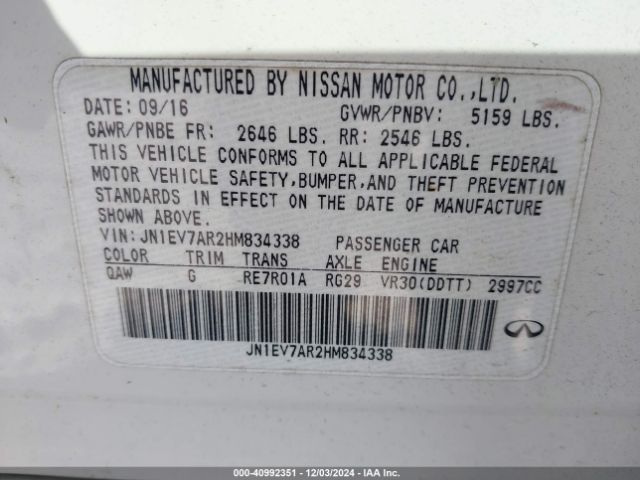 MANUFACTURED BY NISSAN MOTOR CO.,LTD.
DATE: 09/16 GVWR/PNBV: 5159 LBS.
GAWR/PNBE FR: 2646 LBS. RR: 2546 LBS.
THIS VEHICLE CONFORMS TO ALL APPLICABLE FEDERAL
MOTOR VEHICLE SAFETY,BUMPER,AND THEFT PREVENTION
STANDARDS IN EFFECT ON THE DATE OF MANUFACTURE
SHOWN ABOVE.
VIN:JN1EV7AR2HM834338 PASSENGER CAR
COLOR TRIM TRANS AXLE ENGINE
QAW G RE7R01A RG29 VR30(DDTT) 2997CC
JN1EV7AR2HM834338
000-40992351 | 12/03/2024 - IAAI.COM